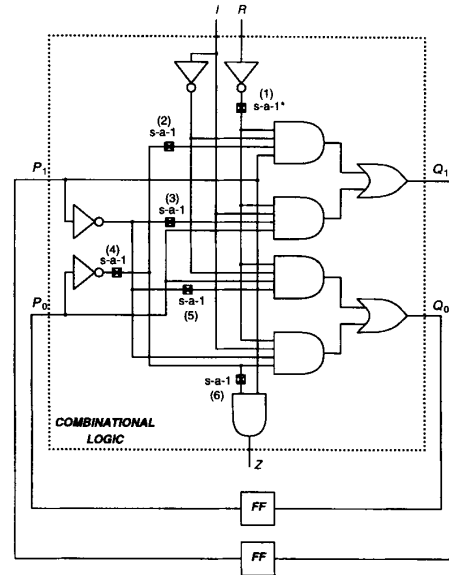 I R
(1)
s-a-1*
(2)
s-a-1
P1
Q1
(3)
s-a-1
(4)
s-a-1
P0
s-a-1
(5)
Q0
s-a-1
(6)
COMBINATIONAL
LOGIC
Z
FF
FF